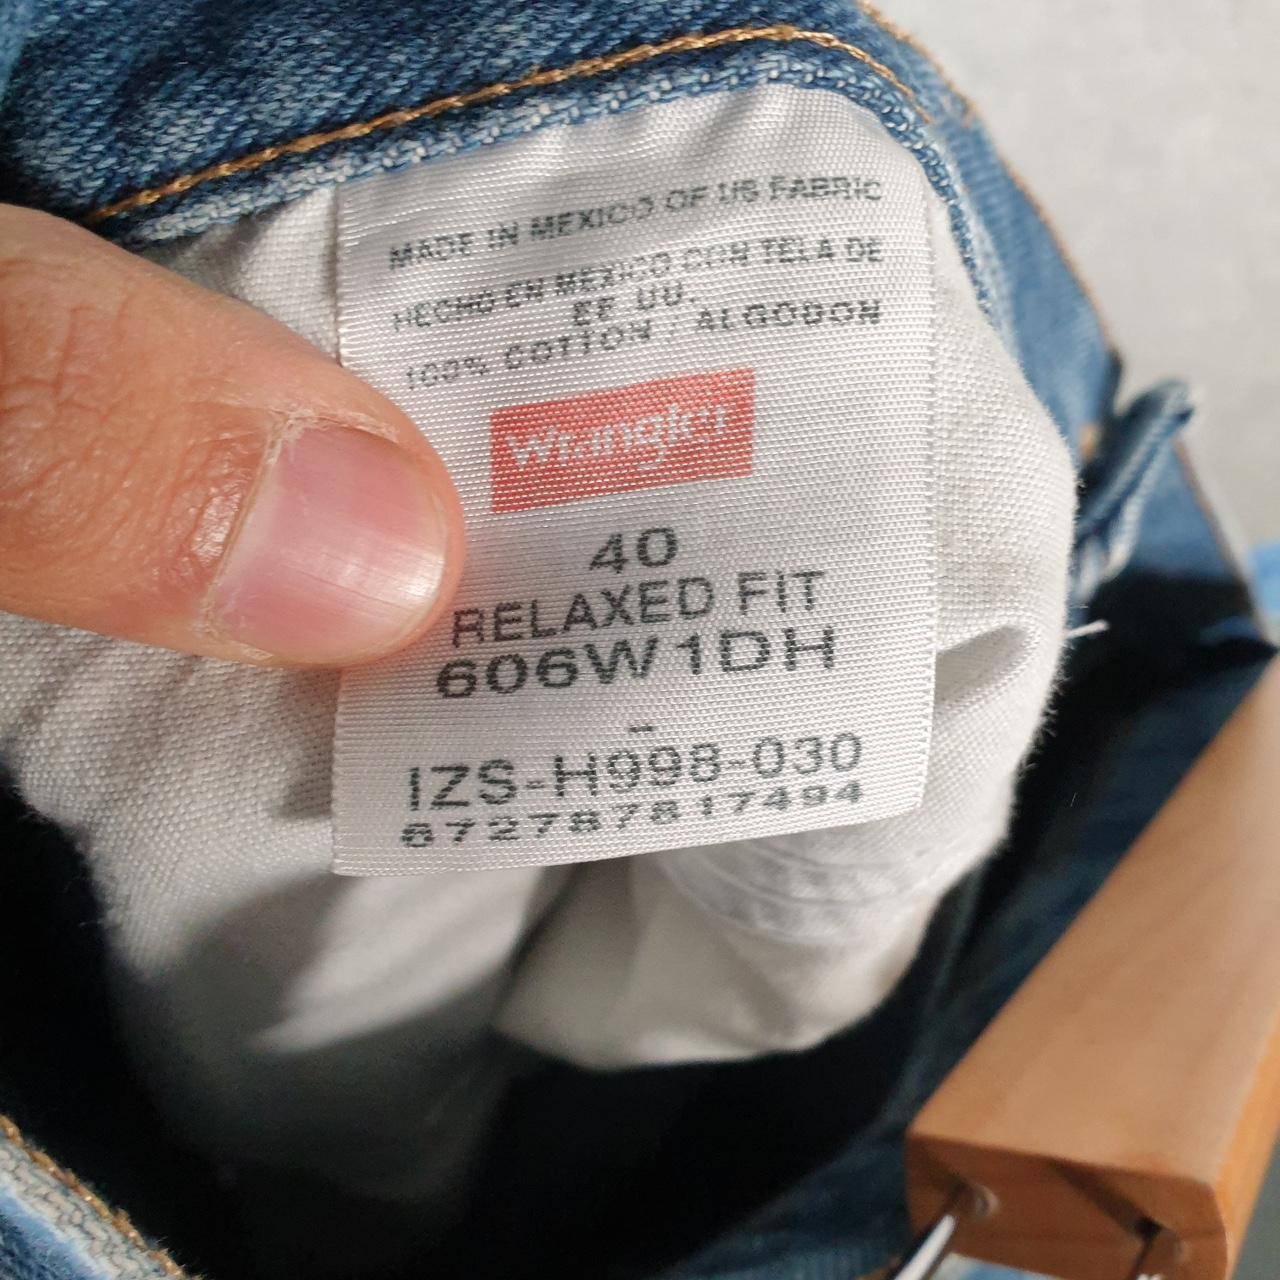 MADE IN MEXICO OF US FABRIC
HECHO EN MEXICO CON TELA DE
EE UU.
100% COTTON / ALGODON
Wrangler
40
RELAXED FIT
606W1DH
-
IZS-H998-030
672787817494